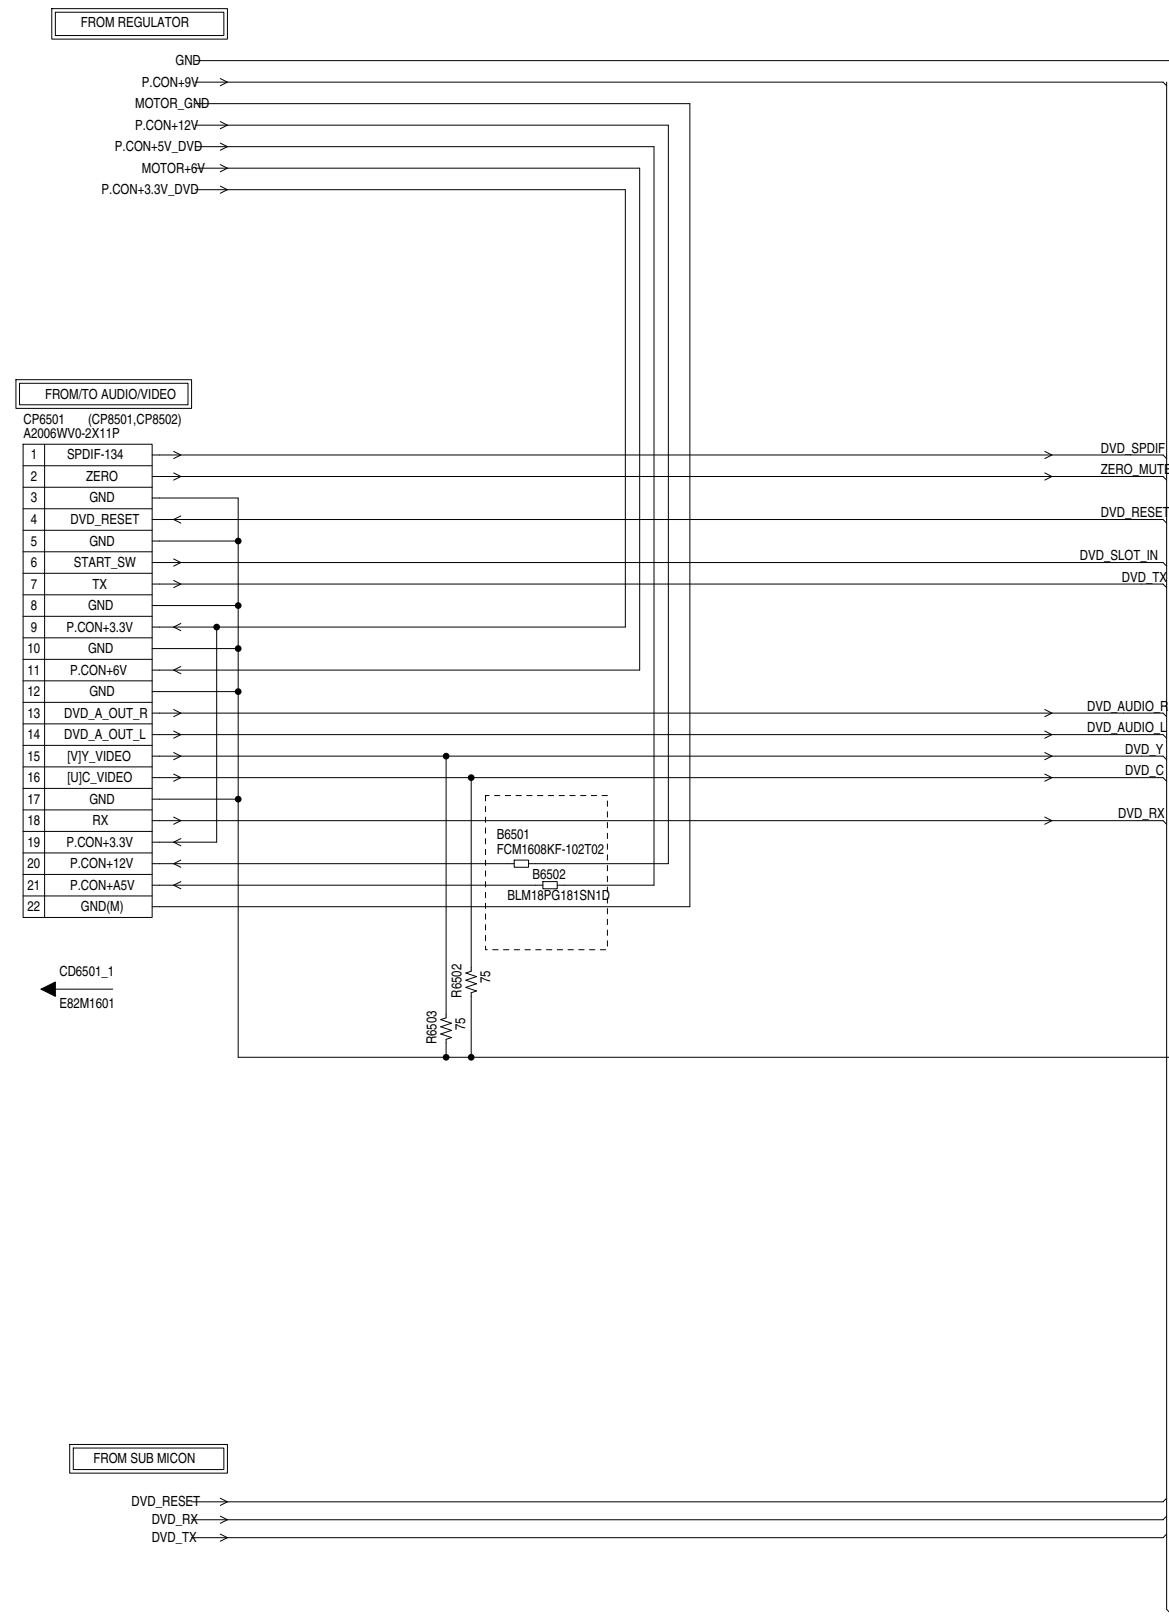 FROM REGULATOR
GND
P.CON+9V
MOTOR_GND
P.CON+12V
P.CON+5V_DVD
MOTOR+6V
P.CON+3.3V_DVD
FROM/TO AUDIO/VIDEO
CP6501 (CP8501,CP8502)
A2006WV0-2X11P
1 SPDIF-134 DVD_SPDIF
2 ZERO ZERO_MUTE
3 GND
4 DVD_RESET DVD_RESET
5 GND
6 START_SW DVD_SLOT_IN
7 TX DVD_TX
8 GND
9 P.CON+3.3V
10 GND
11 P.CON+6V
12 GND
13 DVD_A_OUT_R DVD_AUDIO_R
14 DVD_A_OUT_L DVD_AUDIO_L
15 [V]Y_VIDEO DVD_Y
16 [U]C_VIDEO DVD_C
17 GND
18 RX DVD_RX
19 P.CON+3.3V
20 P.CON+12V
21 P.CON+A5V
22 GND(M)
B6501
FCM1608KF-102T02
B6502
BLM18PG181SN1D
CD6501_1
E82M1601
R6502
75
R6503
75
FROM SUB MICON
DVD_RESET
DVD_RX
DVD_TX